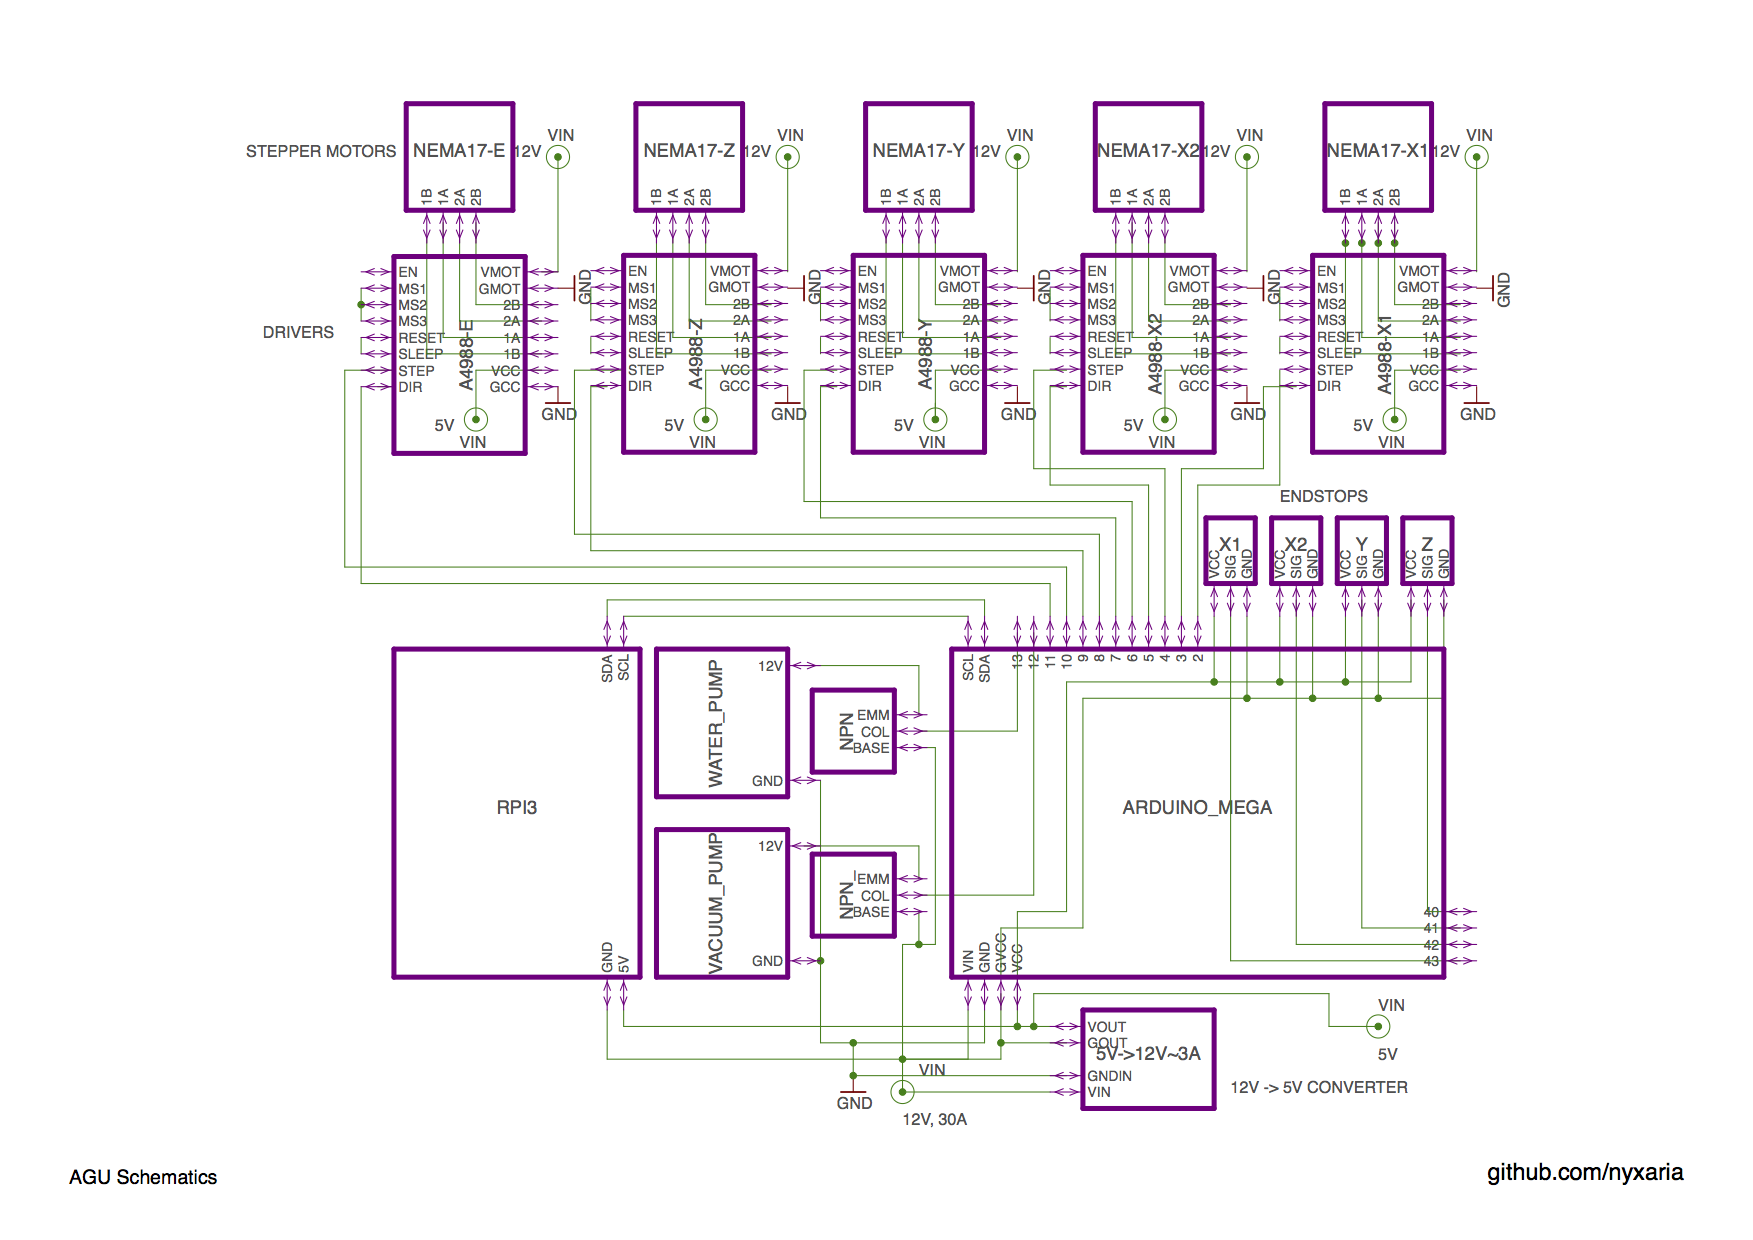 STEPPER MOTORS
NEMA17-E
12V
VIN
1B
1A
2A
2B
NEMA17-Z
12V
VIN
1B
1A
2A
2B
NEMA17-Y
12V
VIN
1B
1A
2A
2B
NEMA17-X2
12V
VIN
1B
1A
2A
2B
NEMA17-X1
12V
VIN
1B
1A
2A
2B
DRIVERS
EN
MS1
MS2
MS3
RESET
SLEEP
STEP
DIR
A4988-E
VMOT
GMOT
2B
2A
1A
1B
VCC
GCC
GND
GND
5V
VIN
EN
MS1
MS2
MS3
RESET
SLEEP
STEP
DIR
A4988-Z
VMOT
GMOT
2B
2A
1A
1B
VCC
GCC
GND
GND
5V
VIN
EN
MS1
MS2
MS3
RESET
SLEEP
STEP
DIR
A4988-Y
VMOT
GMOT
2B
2A
1A
1B
VCC
GCC
GND
GND
5V
VIN
EN
MS1
MS2
MS3
RESET
SLEEP
STEP
DIR
A4988-X2
VMOT
GMOT
2B
2A
1A
1B
VCC
GCC
GND
GND
5V
VIN
EN
MS1
MS2
MS3
RESET
SLEEP
STEP
DIR
A4988-X1
VMOT
GMOT
2B
2A
1A
1B
VCC
GCC
GND
GND
5V
VIN
ENDSTOPS
X1
VCC
SIG
GND
X2
VCC
SIG
GND
Y
VCC
SIG
GND
Z
VCC
SIG
GND
RPI3
SDA
SCL
GND
5V
WATER_PUMP
12V
GND
NPN
EMM
COL
BASE
VACUUM_PUMP
12V
GND
NPN
EMM
COL
BASE
ARDUINO_MEGA
SCL
SDA
13
12
11
10
9
8
7
6
5
4
3
2
40
41
42
43
VIN
GND
GVCC
VCC
VOUT
GOUT
5V->12V~3A
GNDIN
VIN
VIN
5V
12V -> 5V CONVERTER
GND
VIN
12V, 30A
AGU Schematics
github.com/nyxaria